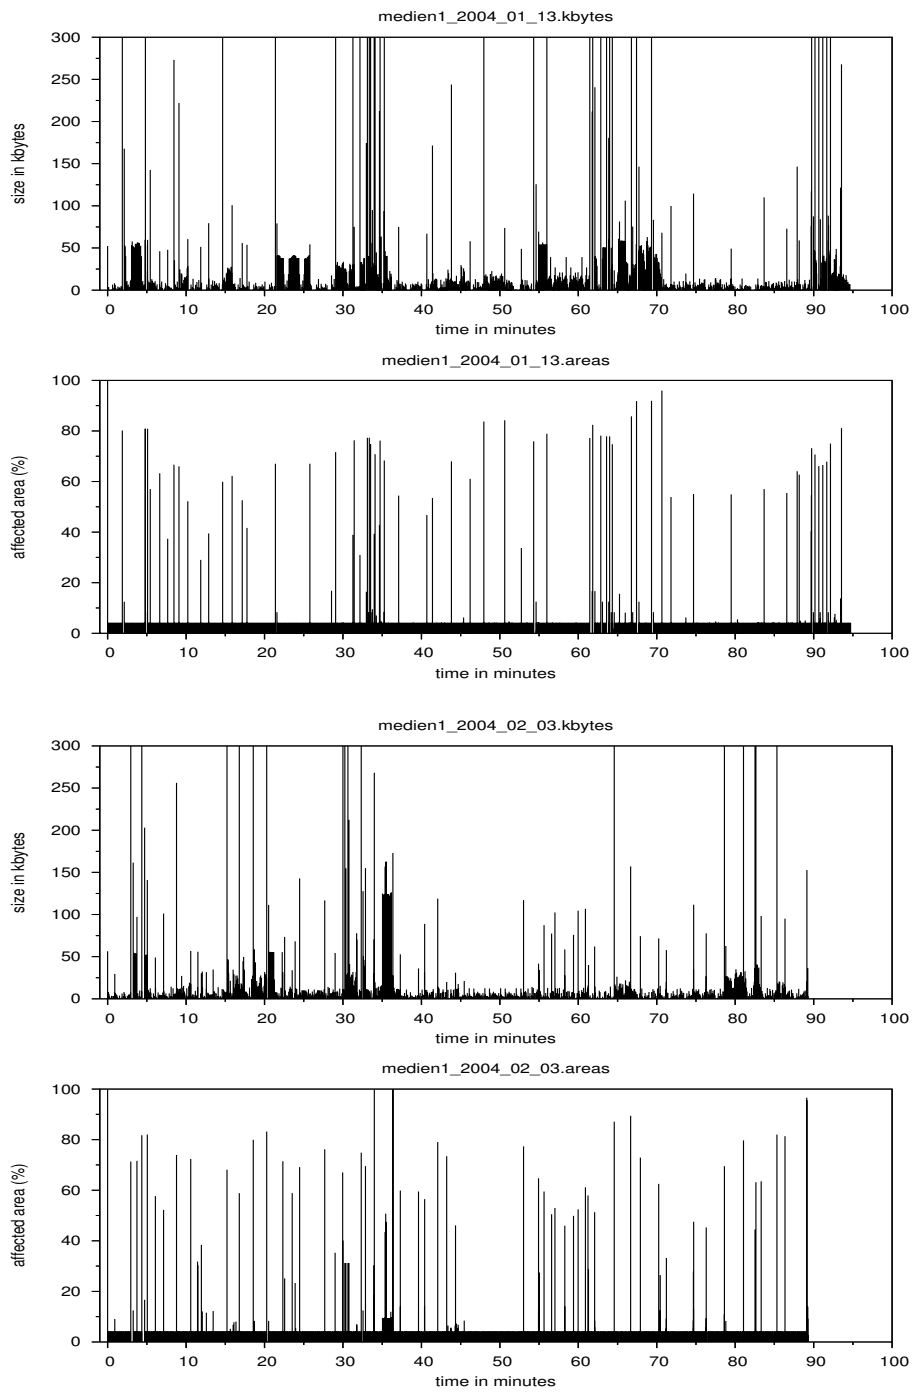 medien1_2004_01_13.kbytes
300
250
200
150
100
50
0
size in kbytes
0 10 20 30 40 50 60 70 80 90 100
time in minutes
medien1_2004_01_13.areas
100
80
60
40
20
0
affected area (%)
0 10 20 30 40 50 60 70 80 90 100
time in minutes
medien1_2004_02_03.kbytes
300
250
200
150
100
50
0
size in kbytes
0 10 20 30 40 50 60 70 80 90 100
time in minutes
medien1_2004_02_03.areas
100
80
60
40
20
0
affected area (%)
0 10 20 30 40 50 60 70 80 90 100
time in minutes